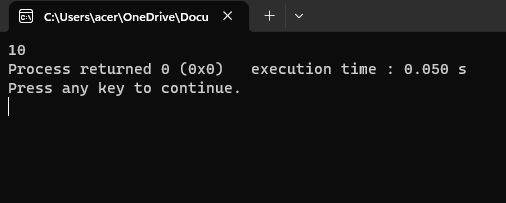 C:\Users\acer\OneDrive\Docu
10
Process returned 0 (0x0)   execution time : 0.050 s
Press any key to continue.